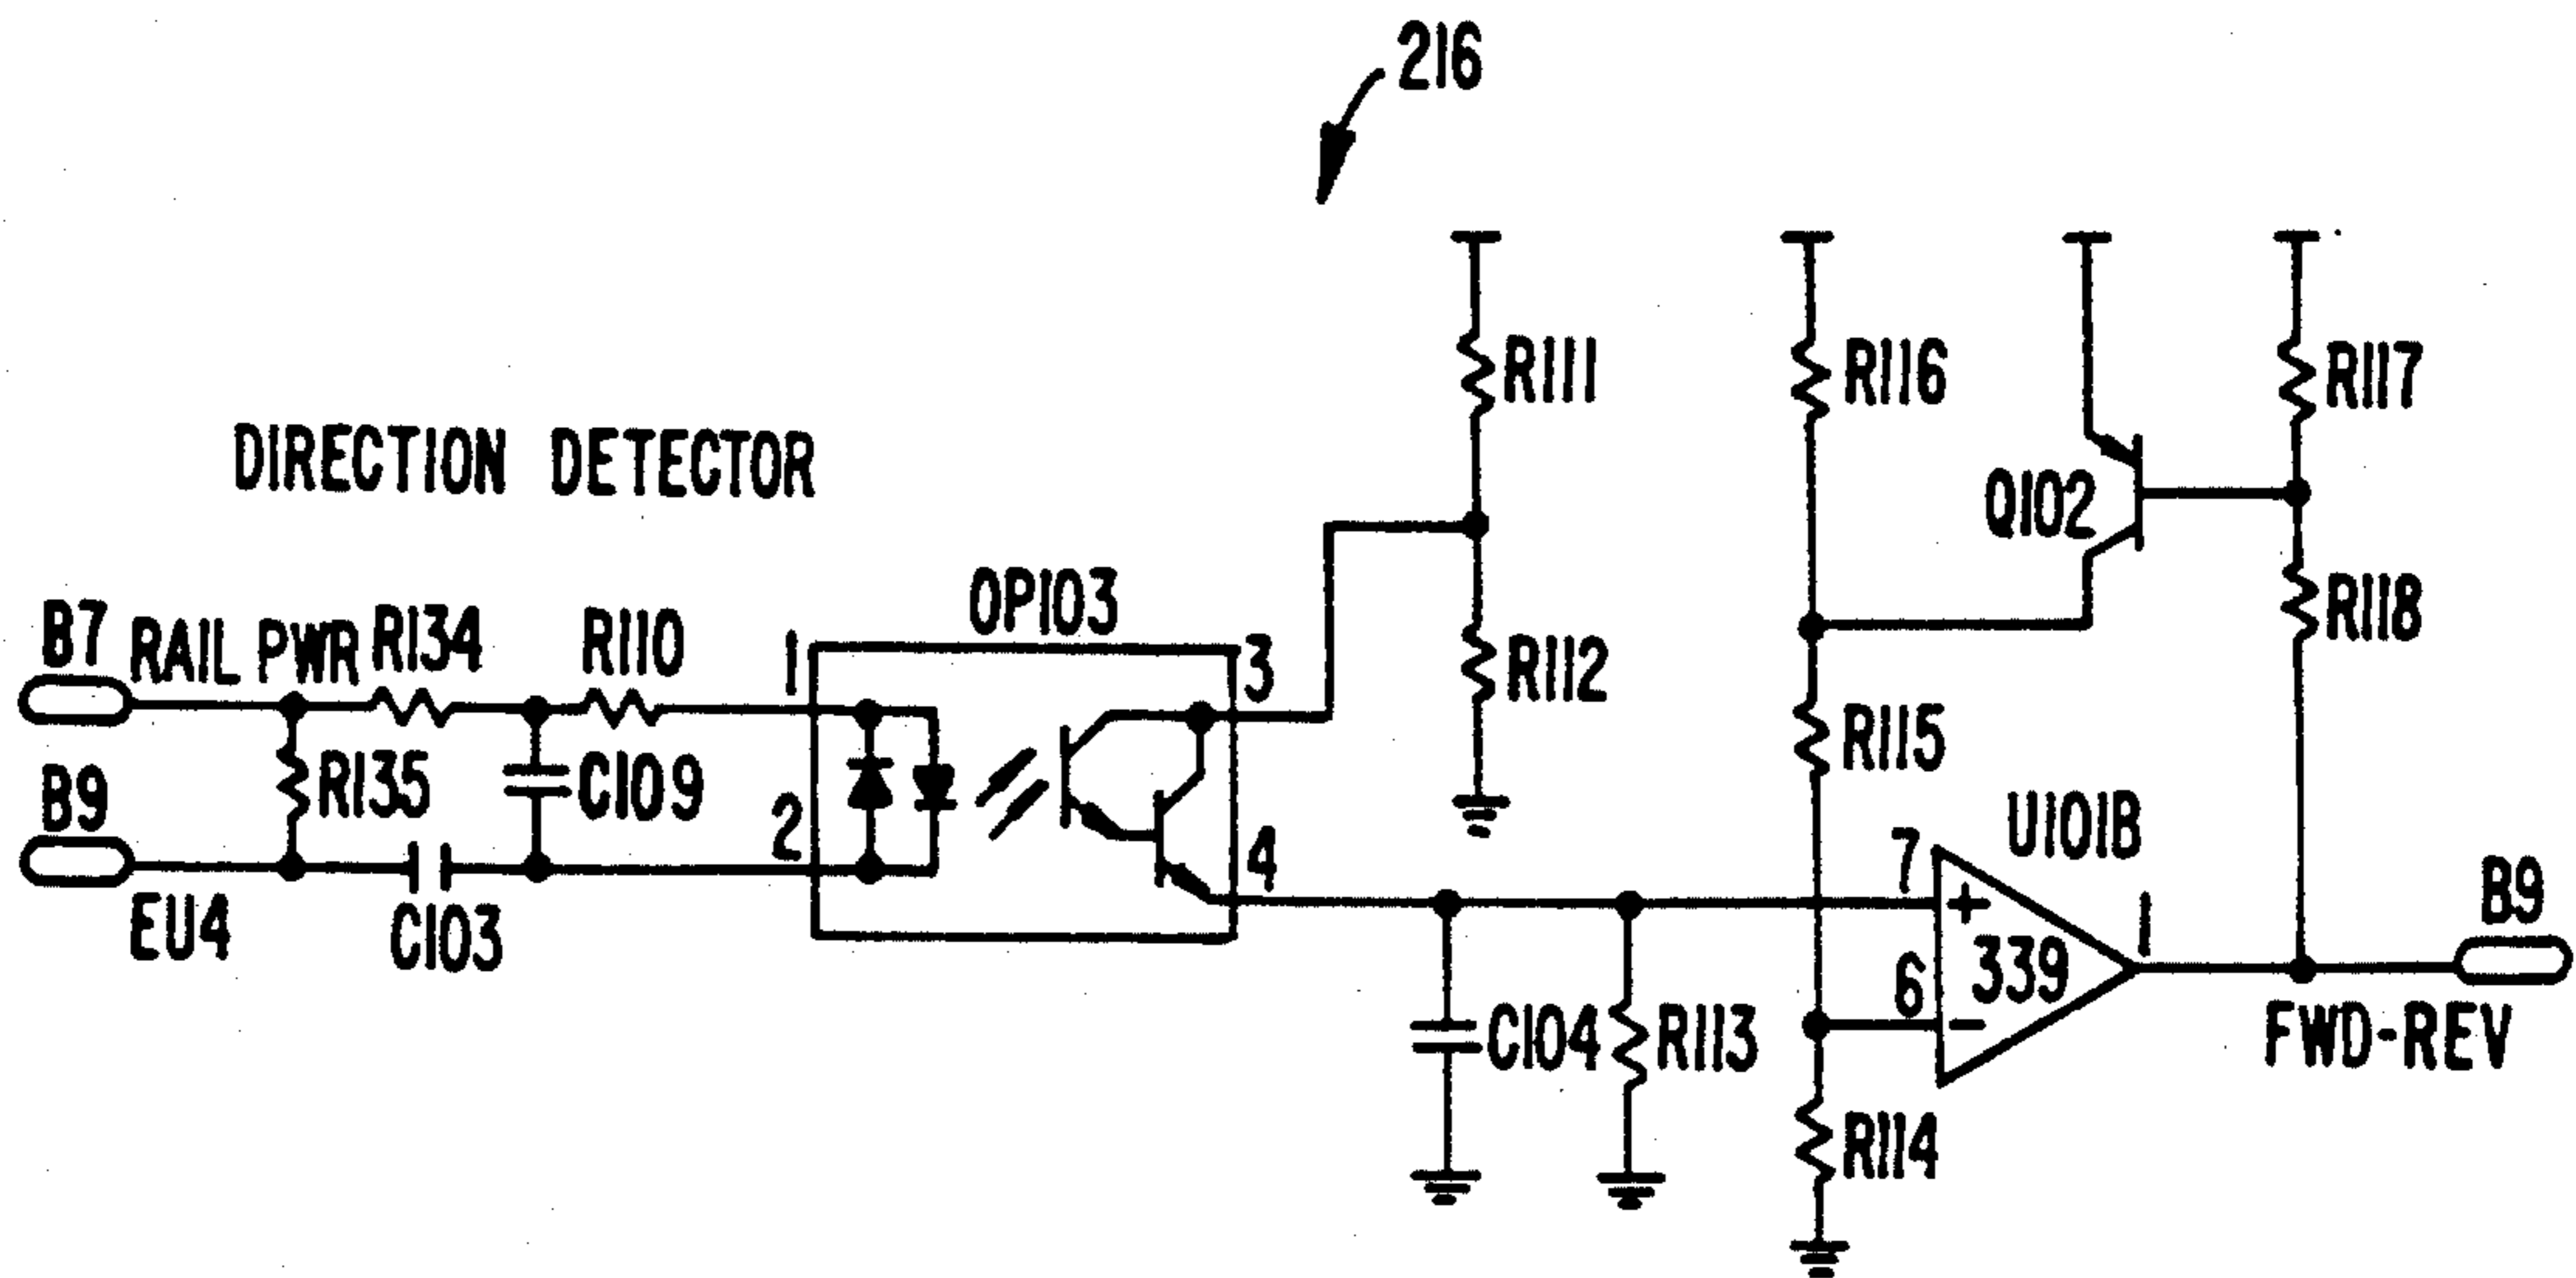 216
DIRECTION DETECTOR
B7
RAIL PWR
R134
R110
OP103
1
3
R135
C109
B9
EU4
C103
2
4
R111
R112
R116
R115
Q102
R117
R118
U101B
7
+
6
-
339
1
B9
FWD-REV
C104
R113
R114